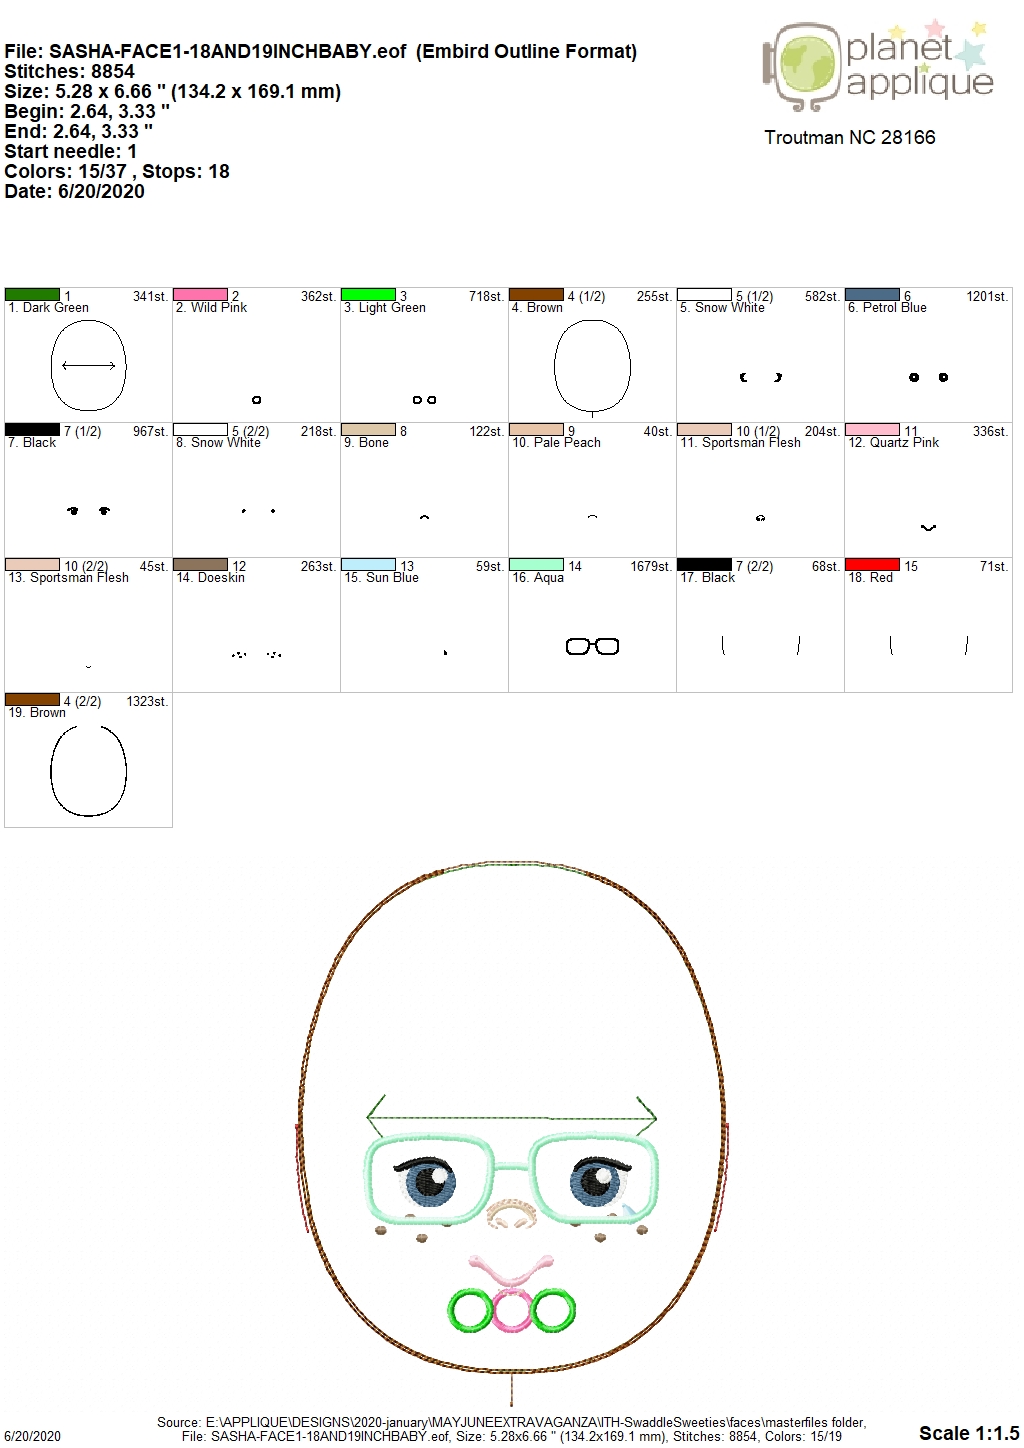 File: SASHA-FACE1-18AND19INCHBABY.eof (Embird Outline Format)
Stitches: 8854
Size: 5.28 x 6.66 " (134.2 x 169.1 mm)
Begin: 2.64, 3.33 "
End: 2.64, 3.33 "
Start needle: 1
Colors: 15/37 , Stops: 18
Date: 6/20/2020
planet
applique
Troutman NC 28166
1 341st.
1. Dark Green
2 362st.
2. Wild Pink
3 718st.
3. Light Green
4 (1/2) 255st.
4. Brown
5 (1/2) 582st.
5. Snow White
6 1201st.
6. Petrol Blue
7 (1/2) 967st.
7. Black
5 (2/2) 218st.
8. Snow White
8 122st.
9. Bone
9 40st.
10. Pale Peach
10 (1/2) 204st.
11. Sportsman Flesh
11 336st.
12. Quartz Pink
10 (2/2) 45st.
13. Sportsman Flesh
12 263st.
14. Doeskin
13 59st.
15. Sun Blue
14 1679st.
16. Aqua
7 (2/2) 68st.
17. Black
15 71st.
18. Red
4 (2/2) 1323st.
19. Brown
Source: E:\APPLIQUE\DESIGNS\2020-january\MAYJUNEEXTRAVAGANZA\ITH-SwaddleSweeties\faces\masterfiles folder,
6/20/2020 File: SASHA-FACE1-18AND19INCHBABY.eof, Size: 5.28x6.66 " (134.2x169.1 mm), Stitches: 8854, Colors: 15/19 Scale 1:1.5